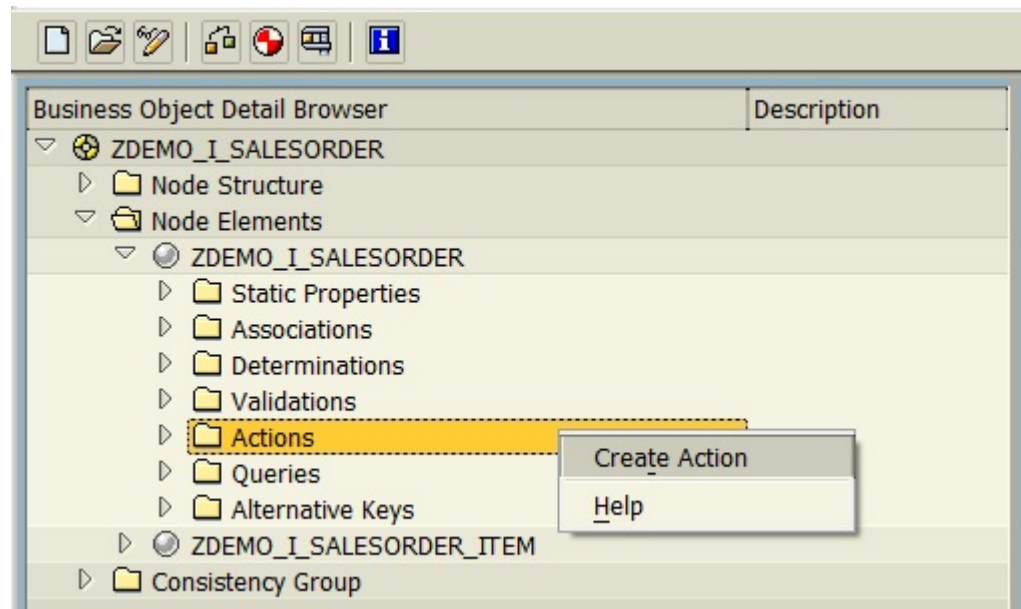 Business Object Detail Browser Description
ZDEMO_I_SALESORDER
Node Structure
Node Elements
ZDEMO_I_SALESORDER
Static Properties
Associations
Determinations
Validations
Actions
Create Action
Queries
Help
Alternative Keys
ZDEMO_I_SALESORDER_ITEM
Consistency Group